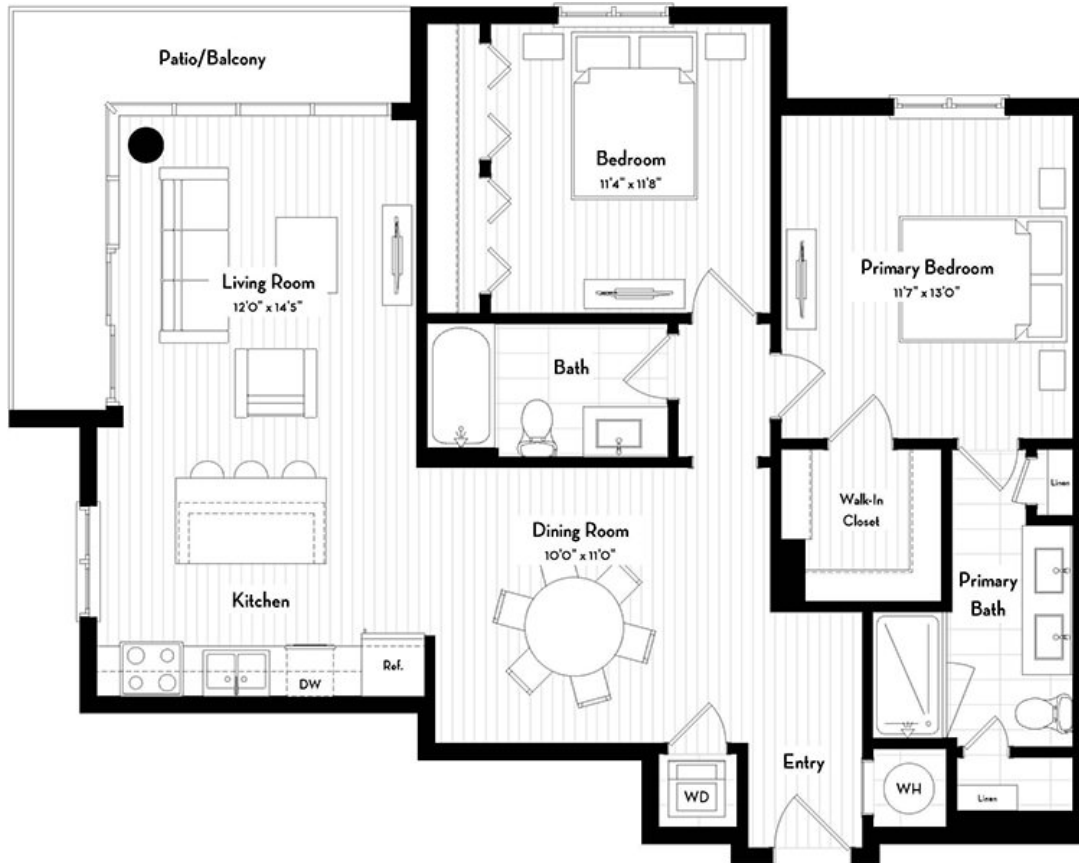 Patio/Balcony
Bedroom
11'4" x 11'8"
Primary Bedroom
11'7" x 13'0"
Living Room
12'0" x 14'5"
Bath
Linen
Walk-In
Closet
Dining Room
10'0" x 11'0"
Primary
Bath
Kitchen
Ref.
DW
Entry
WD
WH
Linen